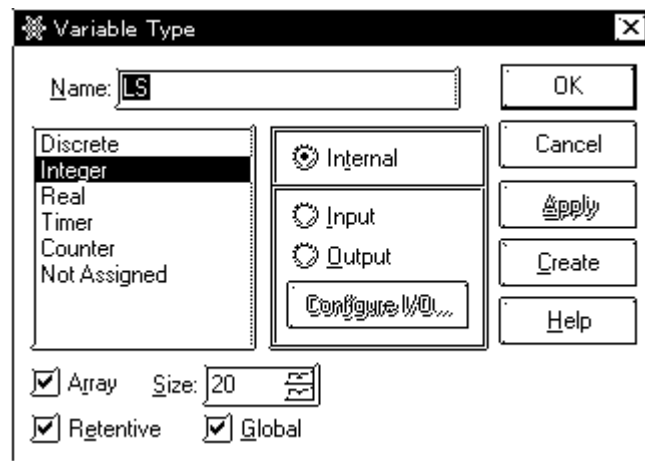 Variable Type
Name: LS
OK
Discrete
Integer
Real
Timer
Counter
Not Assigned
Internal
Input
Output
Configure I/O...
Cancel
Apply
Create
Help
Array Size: 20
Retentive Global